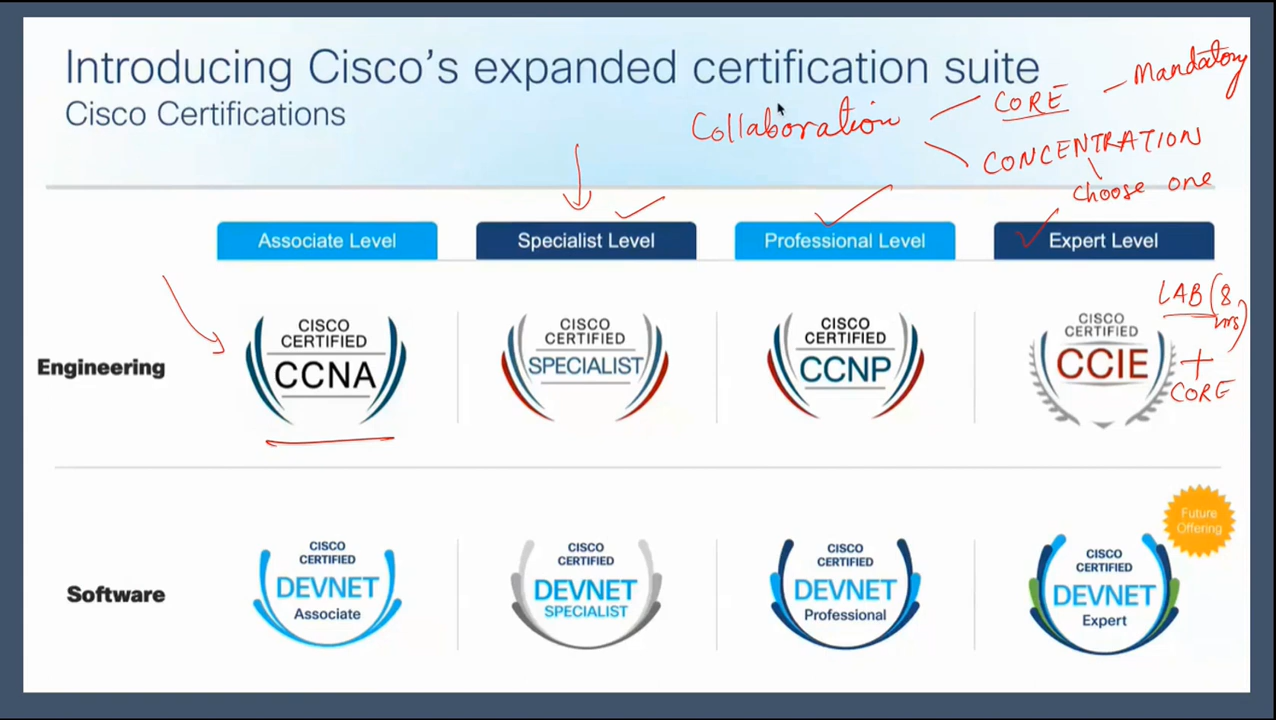 Introducing Cisco's expanded certification suite
Cisco Certifications
Collaboration
CORE
Mandatory
CONCENTRATION
choose one
Associate Level
Specialist Level
Professional Level
Expert Level
Engineering
CISCO
CERTIFIED
CCNA
CISCO
CERTIFIED
SPECIALIST
CISCO
CERTIFIED
CCNP
CISCO
CERTIFIED
CCIE
LAB (8
hrs)
+
CORE
Software
CISCO
CERTIFIED
DEVNET
Associate
CISCO
CERTIFIED
DEVNET
SPECIALIST
CISCO
CERTIFIED
DEVNET
Professional
CISCO
CERTIFIED
DEVNET
Expert
Future
Offering